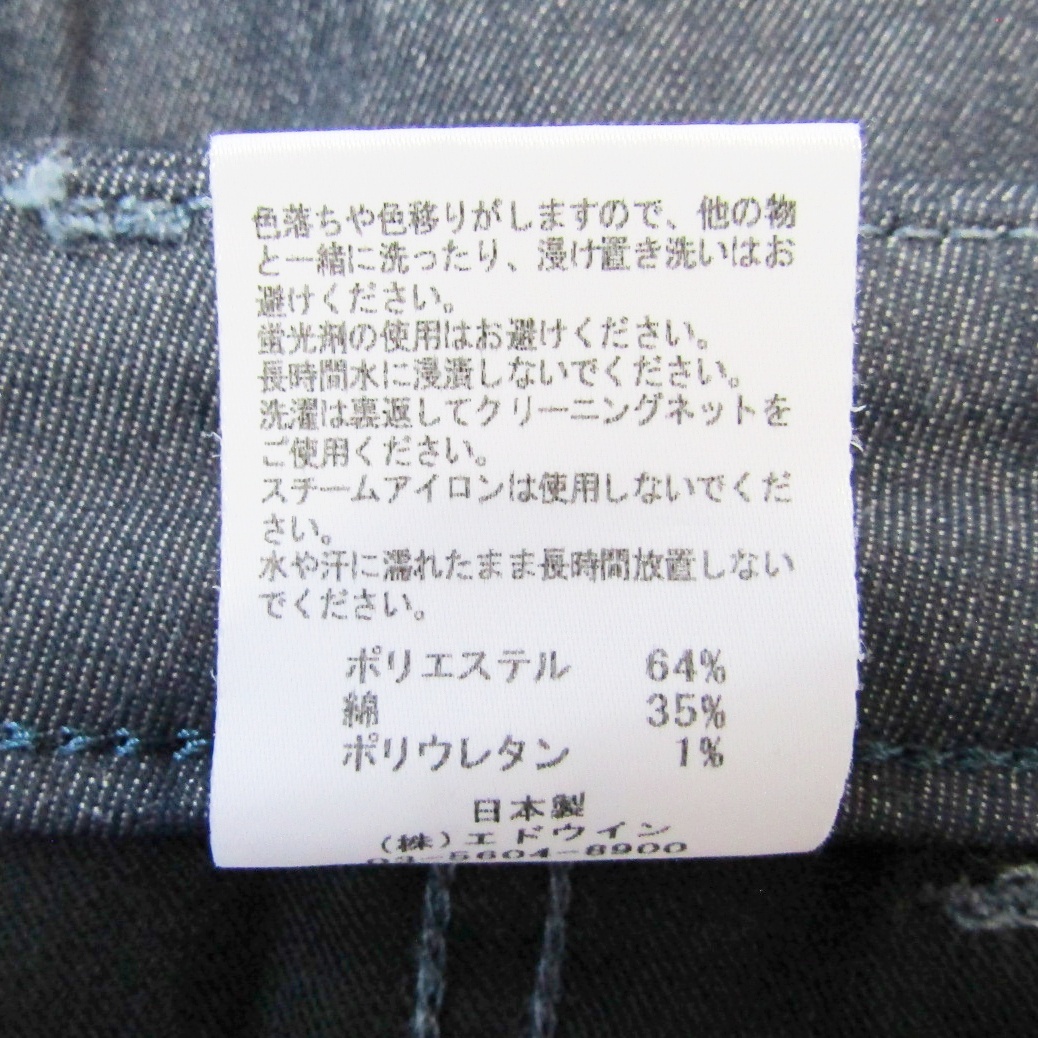 色落ちや色移りがしますので、他の物
と一緒に洗ったり、浸け置き洗いはお
避けください。
蛍光剤の使用はお避けください。
長時間水に浸漬しないでください。
洗濯は裏返してクリーニングネットを
ご使用ください。
スチームアイロンは使用しないでくだ
さい。
水や汗に濡れたまま長時間放置しない
でください。
ポリエステル 64%
綿 35%
ポリウレタン 1%
日本製
(株)エドウイン
03-5604-8900